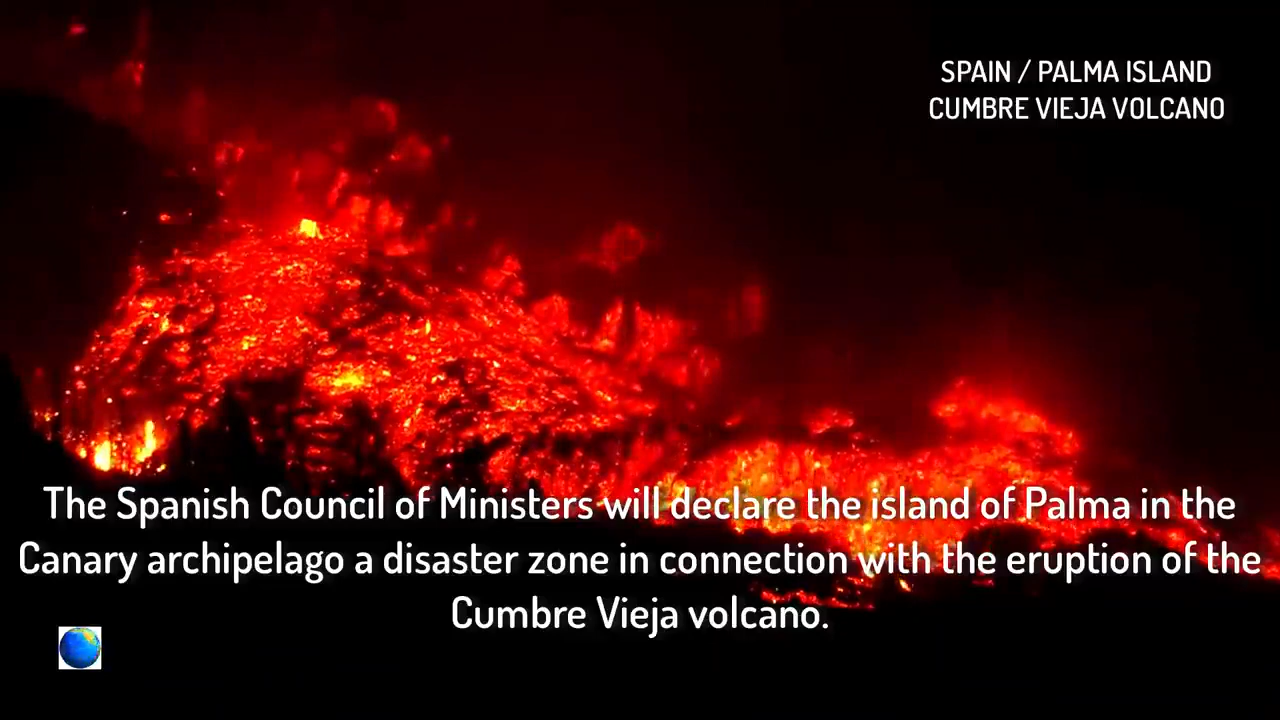 SPAIN / PALMA ISLAND
CUMBRE VIEJA VOLCANO
The Spanish Council of Ministers will declare the island of Palma in the
Canary archipelago a disaster zone in connection with the eruption of the
Cumbre Vieja volcano.